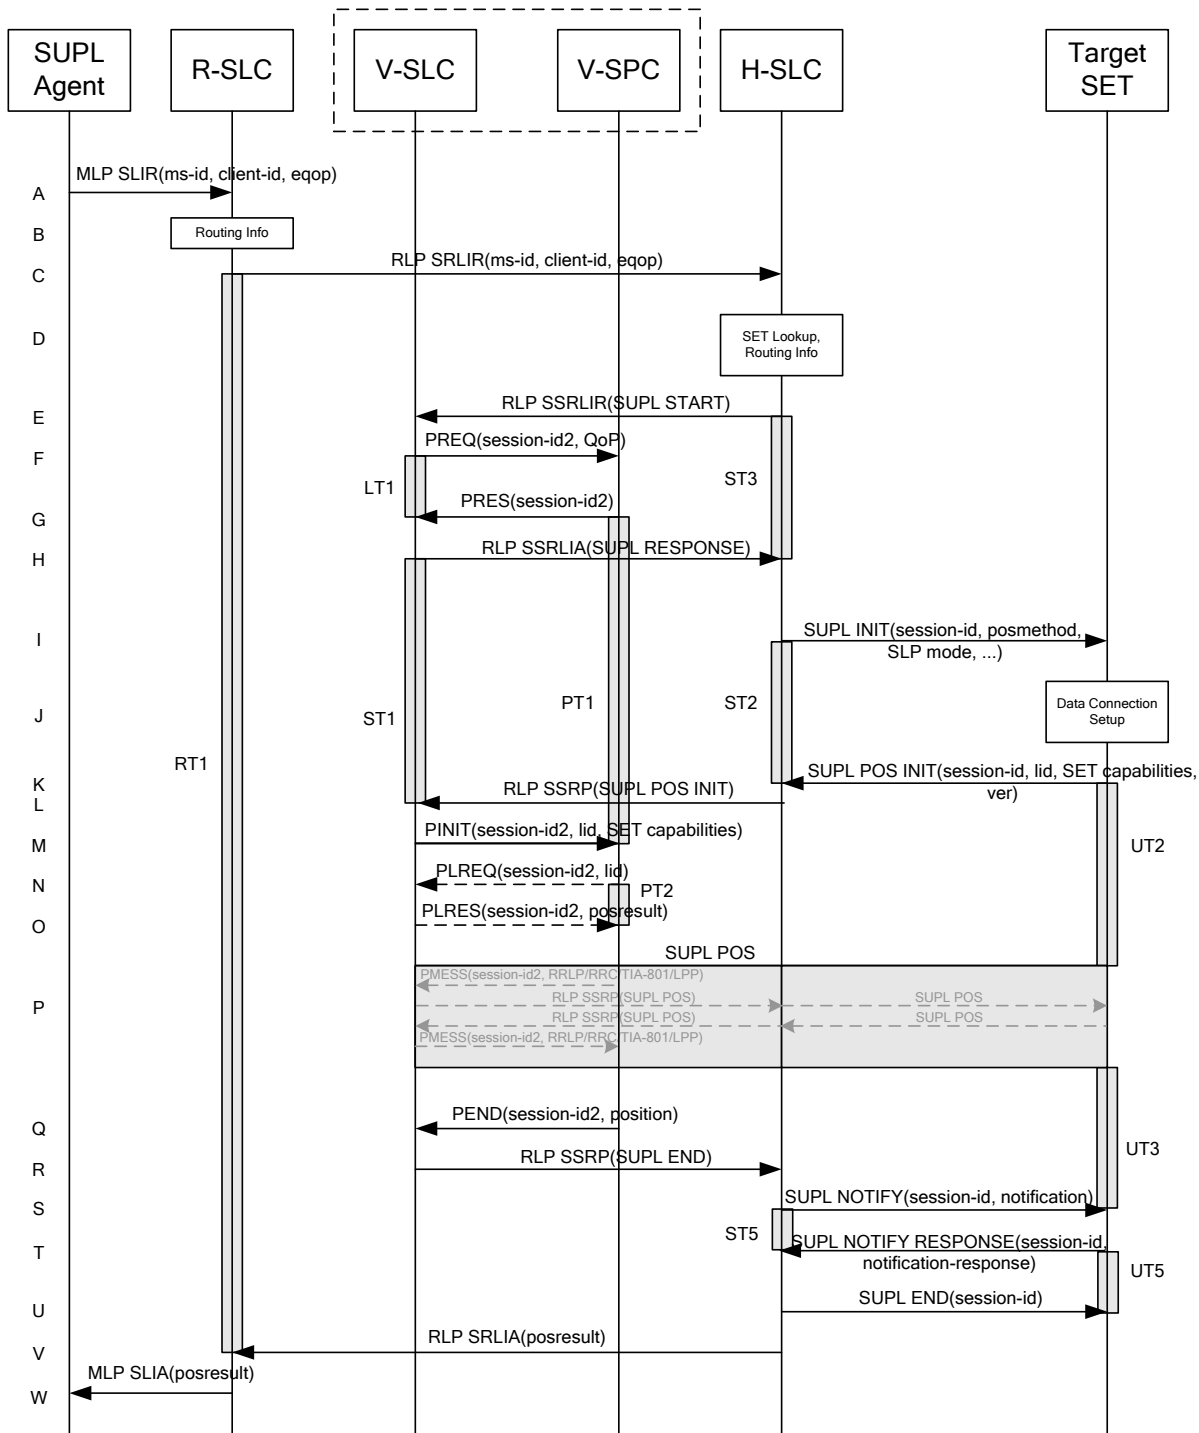 SUPL
Agent
R-SLC
V-SLC
V-SPC
H-SLC
Target
SET
MLP SLIR(ms-id, client-id, eqop)
A
B
Routing Info
RLP SRLIR(ms-id, client-id, eqop)
C
D
SET Lookup,
Routing Info
RLP SSRLIR(SUPL START)
E
PREQ(session-id2, QoP)
F
LT1
ST3
PRES(session-id2)
G
RLP SSRLIA(SUPL RESPONSE)
H
SUPL INIT(session-id, posmethod,
SLP mode, ...)
I
Data Connection
Setup
J
ST1
PT1
ST2
RT1
SUPL POS INIT(session-id, lid, SET capabilities,
ver)
K
RLP SSRP(SUPL POS INIT)
L
PINIT(session-id2, lid, SET capabilities)
M
UT2
PLREQ(session-id2, lid)
N
PT2
PLRES(session-id2, posresult)
O
SUPL POS
PMESS(session-id2, RRLP/RRC/TIA-801/LPP)
RLP SSRP(SUPL POS)
SUPL POS
P
RLP SSRP(SUPL POS)
SUPL POS
PMESS(session-id2, RRLP/RRC/TIA-801/LPP)
PEND(session-id2, position)
Q
RLP SSRP(SUPL END)
R
UT3
SUPL NOTIFY(session-id, notification)
S
ST5
SUPL NOTIFY RESPONSE(session-id,
notification-response)
T
UT5
SUPL END(session-id)
U
RLP SRLIA(posresult)
V
MLP SLIA(posresult)
W